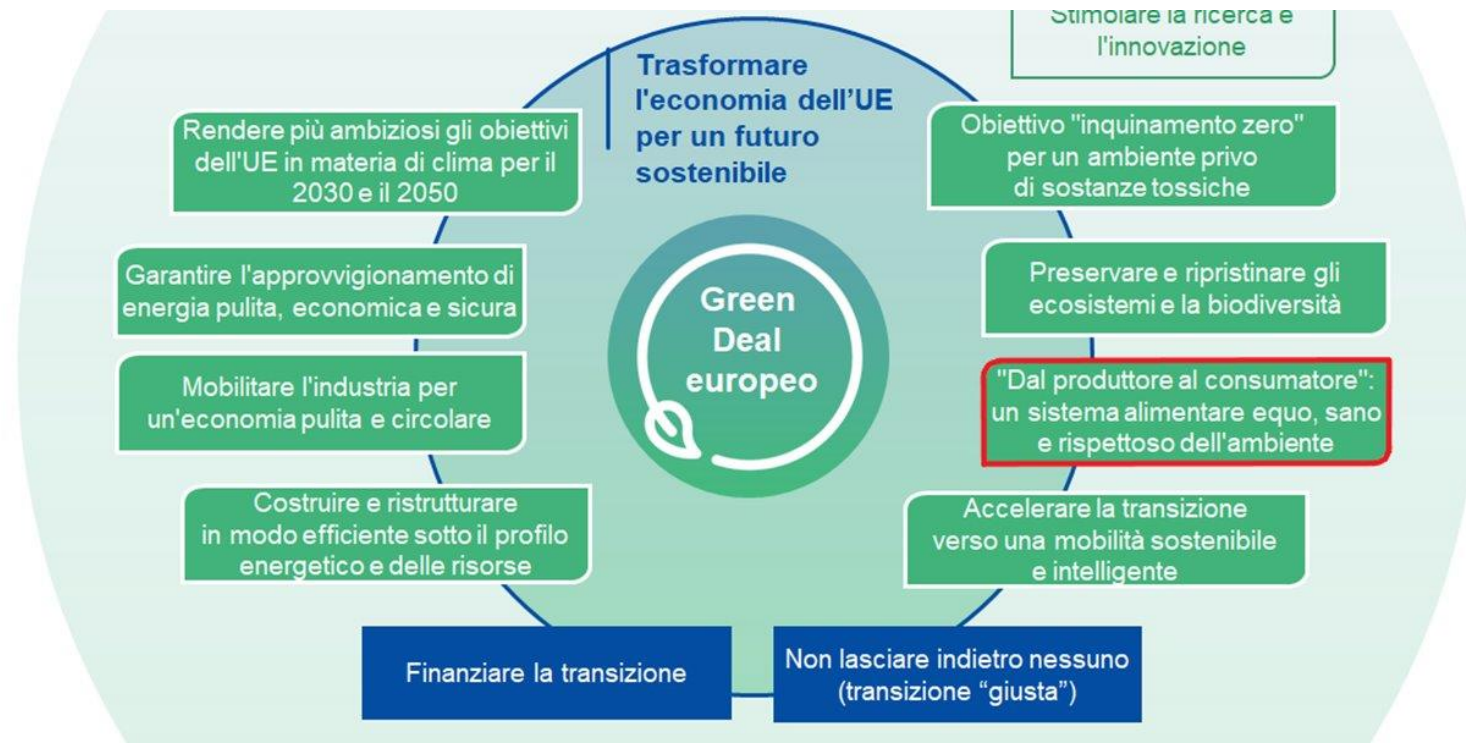 Stimolare la ricerca e
l'innovazione
Trasformare
l'economia dell'UE
per un futuro
sostenibile
Rendere più ambiziosi gli obiettivi
dell'UE in materia di clima per il
2030 e il 2050
Obiettivo "inquinamento zero"
per un ambiente privo
di sostanze tossiche
Garantire l'approvvigionamento di
energia pulita, economica e sicura
Preservare e ripristinare gli
ecosistemi e la biodiversità
Green
Deal
europeo
Mobilitare l'industria per
un'economia pulita e circolare
"Dal produttore al consumatore":
un sistema alimentare equo, sano
e rispettoso dell'ambiente
Costruire e ristrutturare
in modo efficiente sotto il profilo
energetico e delle risorse
Accelerare la transizione
verso una mobilità sostenibile
e intelligente
Finanziare la transizione
Non lasciare indietro nessuno
(transizione “giusta”)